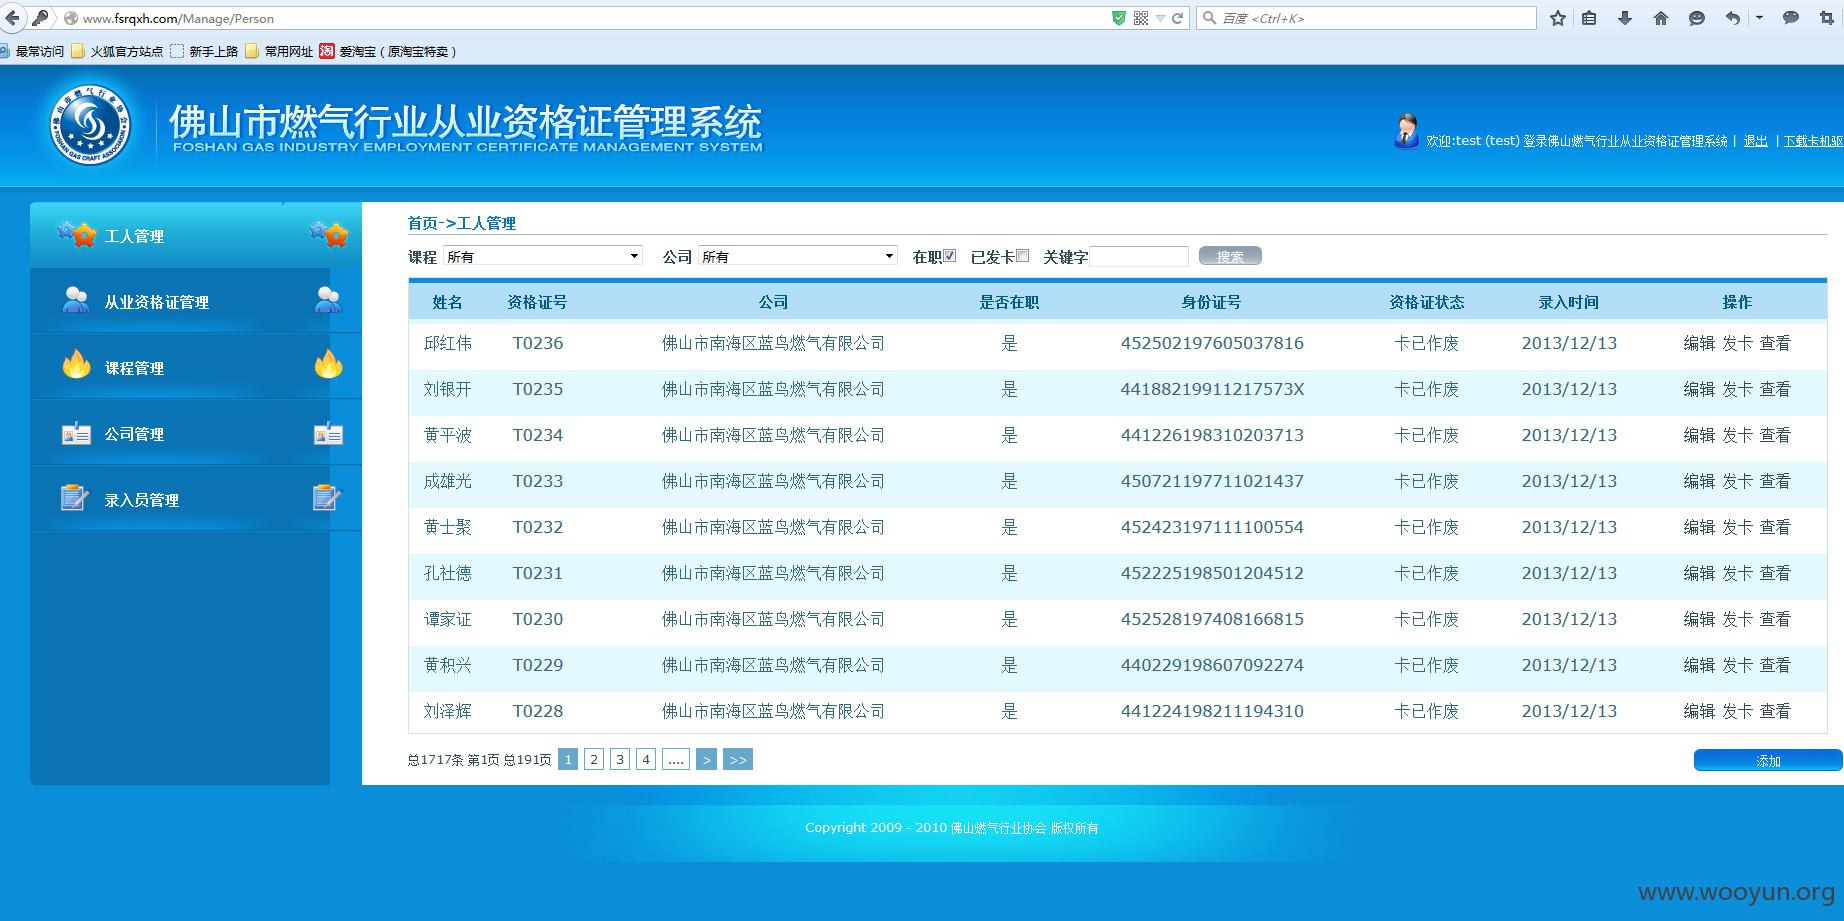 www.fsrqxh.com/Manage/Person
百度 <Ctrl+K>
最常访问 火狐官方站点 新手上路 常用网址 爱淘宝（原淘宝特卖）
佛山市燃气行业从业资格证管理系统
FOSHAN GAS INDUSTRY EMPLOYMENT CERTIFICATE MANAGEMENT SYSTEM
欢迎:test (test) 登录佛山燃气行业从业资格证管理系统 | 退出 | 下载卡机驱
工人管理
从业资格证管理
课程管理
公司管理
录入员管理
首页->工人管理
课程 所有 公司 所有 在职 已发卡 关键字 搜索
姓名 资格证号 公司 是否在职 身份证号 资格证状态 录入时间 操作
邱红伟 T0236 佛山市南海区蓝鸟燃气有限公司 是 452502197605037816 卡已作废 2013/12/13 编辑 发卡 查看
刘银开 T0235 佛山市南海区蓝鸟燃气有限公司 是 44188219911217573X 卡已作废 2013/12/13 编辑 发卡 查看
黄平波 T0234 佛山市南海区蓝鸟燃气有限公司 是 441226198310203713 卡已作废 2013/12/13 编辑 发卡 查看
成雄光 T0233 佛山市南海区蓝鸟燃气有限公司 是 450721197711021437 卡已作废 2013/12/13 编辑 发卡 查看
黄士聚 T0232 佛山市南海区蓝鸟燃气有限公司 是 452423197111100554 卡已作废 2013/12/13 编辑 发卡 查看
孔社德 T0231 佛山市南海区蓝鸟燃气有限公司 是 452225198501204512 卡已作废 2013/12/13 编辑 发卡 查看
谭家证 T0230 佛山市南海区蓝鸟燃气有限公司 是 452528197408166815 卡已作废 2013/12/13 编辑 发卡 查看
黄积兴 T0229 佛山市南海区蓝鸟燃气有限公司 是 440229198607092274 卡已作废 2013/12/13 编辑 发卡 查看
刘泽辉 T0228 佛山市南海区蓝鸟燃气有限公司 是 441224198211194310 卡已作废 2013/12/13 编辑 发卡 查看
总1717条 第1页 总191页 1 2 3 4 .... > >>
添加
Copyright 2009 - 2010 佛山燃气行业协会 版权所有
www.wooyun.org